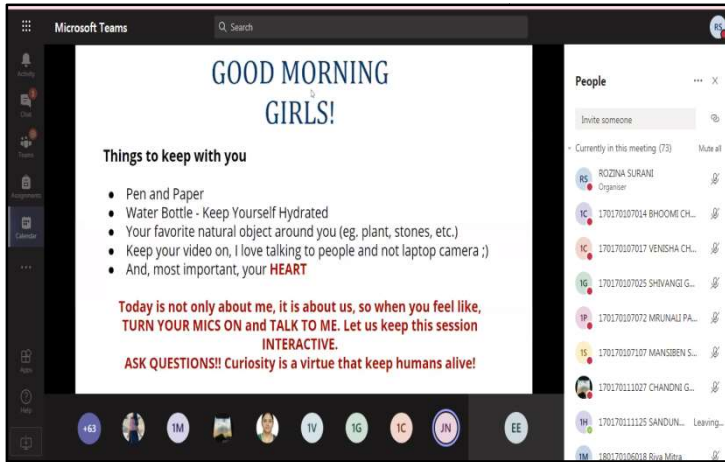 Microsoft Teams
Search
RS
Activity
Chat
Teams
Assignments
Calendar
...
Apps
Help
GOOD MORNING
GIRLS!
Things to keep with you
• Pen and Paper
• Water Bottle - Keep Yourself Hydrated
• Your favorite natural object around you (eg. plant, stones, etc.)
• Keep your video on, I love talking to people and not laptop camera ;)
• And, most important, your HEART
Today is not only about me, it is about us, so when you feel like,
TURN YOUR MICS ON and TALK TO ME. Let us keep this session
INTERACTIVE.
ASK QUESTIONS!! Curiosity is a virtue that keep humans alive!
+63
1M
1V
1G
1C
JN
EE
People
Invite someone
Currently in this meeting (73) Mute all
RS ROZINA SURANI
Organiser
1C 170170107014 BHOOMI CH...
1C 170170107017 VENISHA CH...
1G 170170107025 SHIVANGI G...
1P 170170107072 MRUNALI PA...
1S 170170107107 MANSIBEN S...
170170111027 CHANDNI G...
1H 170170111125 SANDUN... Leaving...
1M 180170106018 Riya Mitra